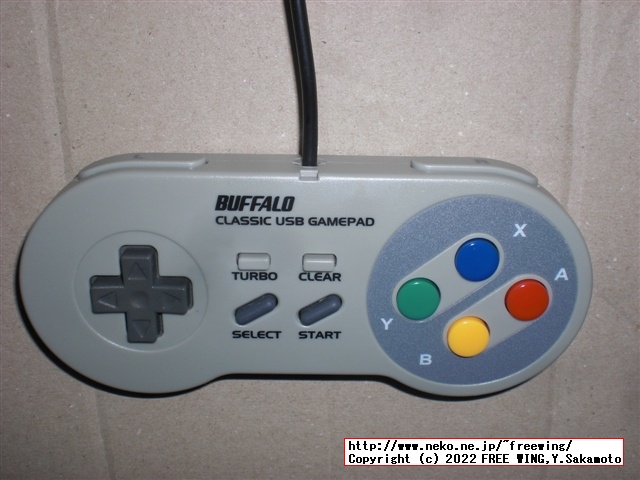 BUFFALO
CLASSIC USB GAMEPAD
TURBO CLEAR
SELECT START
X
A
Y
B
http://www.neko.ne.jp/~freewing/
Copyright (c) 2022 FREE WING,Y.Sakamoto